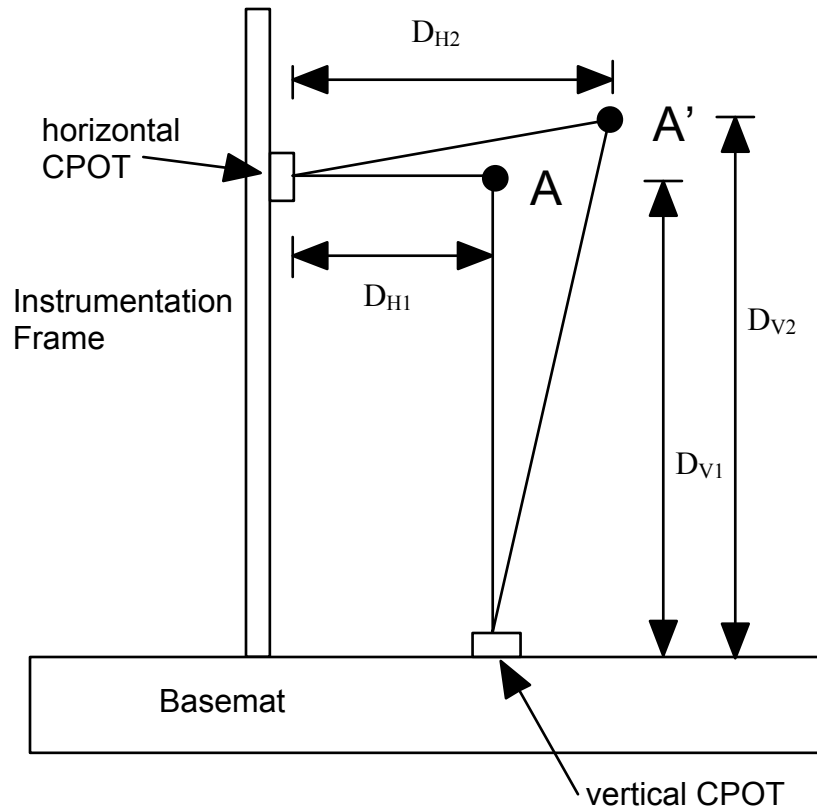 D_H2
horizontal
CPOT
A'
A
D_H1
Instrumentation
Frame
D_V2
D_V1
Basemat
vertical CPOT